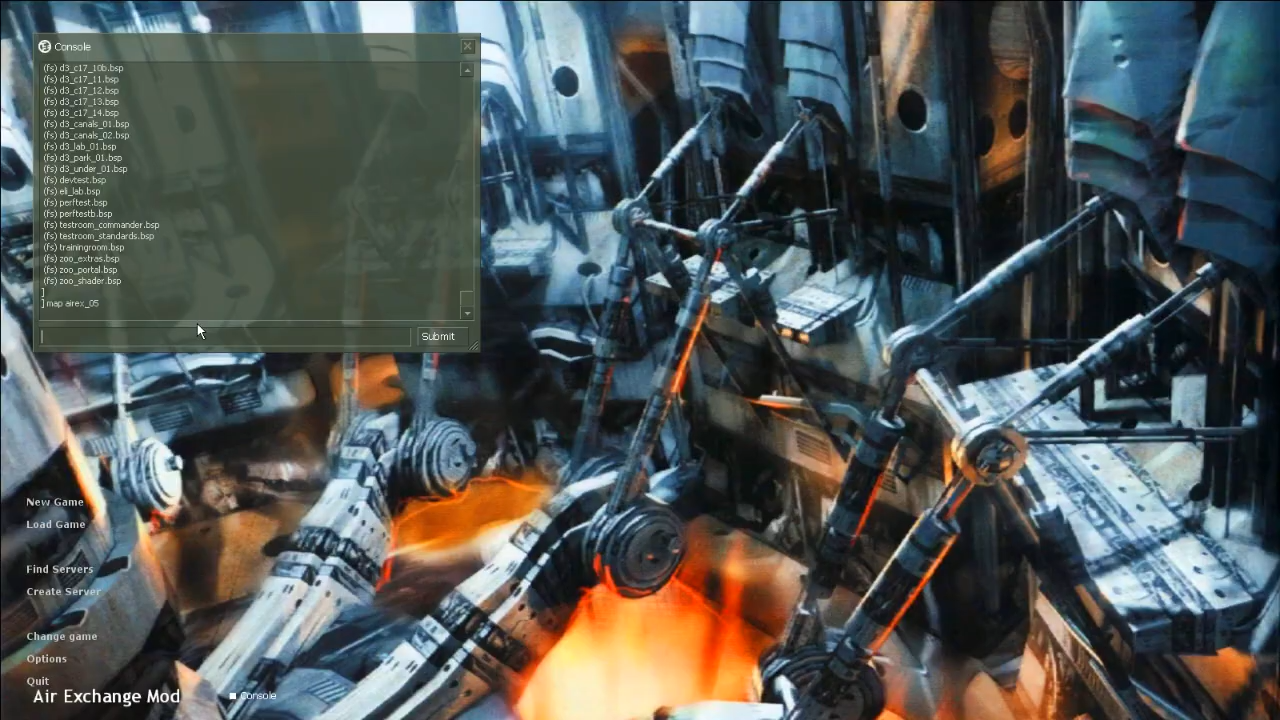 Console
(fs) d3_c17_10b.bsp
(fs) d3_c17_11.bsp
(fs) d3_c17_12.bsp
(fs) d3_c17_13.bsp
(fs) d3_c17_14.bsp
(fs) d3_canals_01.bsp
(fs) d3_canals_02.bsp
(fs) d3_lab_01.bsp
(fs) d3_park_01.bsp
(fs) d3_under_01.bsp
(fs) devtest.bsp
(fs) eli_lab.bsp
(fs) perftest.bsp
(fs) perftestb.bsp
(fs) testroom_commander.bsp
(fs) testroom_standards.bsp
(fs) trainingroom.bsp
(fs) zoo_extras.bsp
(fs) zoo_portal.bsp
(fs) zoo_shader.bsp
]
] map airex_05
Submit
New Game
Load Game
Find Servers
Create Server
Change game
Options
Quit
Air Exchange Mod
Console